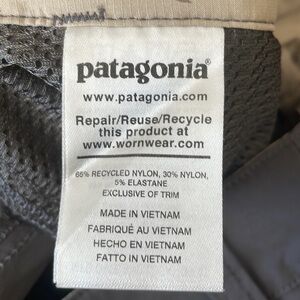 patagonia®
www.patagonia.com
Repair/Reuse/Recycle
this product at
www.wornwear.com
65% RECYCLED NYLON, 30% NYLON,
5% ELASTANE
EXCLUSIVE OF TRIM
MADE IN VIETNAM
FABRIQUÉ AU VIETNAM
HECHO EN VIETNAM
FATTO IN VIETNAM